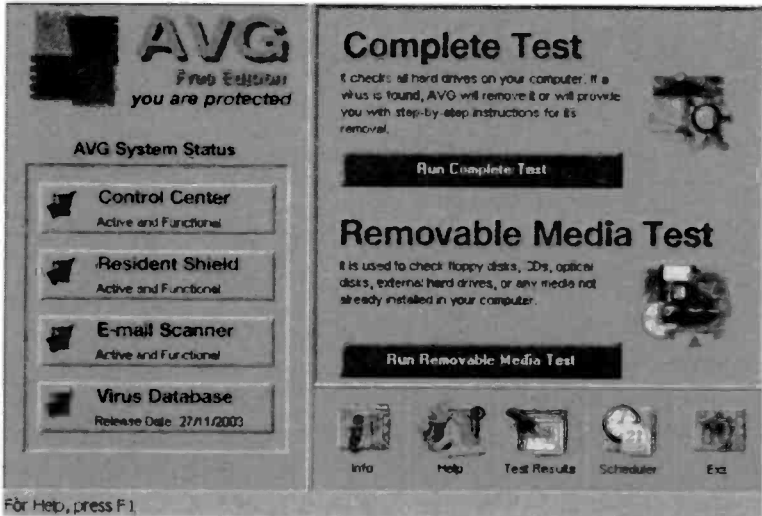 AVG
Free Edition
you are protected
AVG System Status
Control Center
Active and Functional
Resident Shield
Active and Functional
E-mail Scanner
Active and Functional
Virus Database
Release Date: 27/11/2003
Complete Test
It checks all hard drives on your computer. If a
virus is found, AVG will remove it or will provide
you with step-by-step instructions for its
removal.
Run Complete Test
Removable Media Test
It is used to check floppy disks, CDs, optical
disks, external hard drives, or any media not
already installed in your computer.
Run Removable Media Test
Info
Help
Test Results
Scheduler
Exit
For Help, press F1